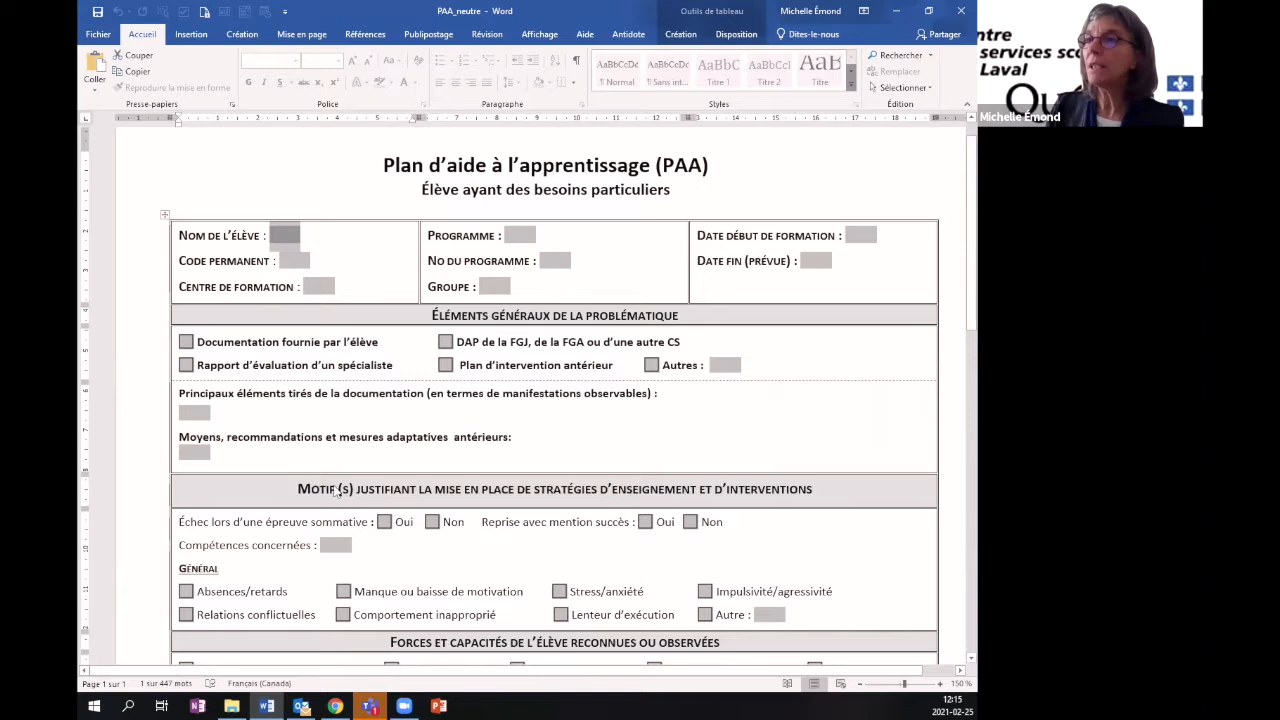 PAA_neutre - Word
Outils de tableau
Michelle Émond
Fichier Accueil Insertion Création Mise en page Références Publipostage Révision Affichage Aide Antidote Création Disposition Dites-le-nous Partager
Coller
Couper
Copier
Reproduire la mise en forme
G I S
Aa
AaBbCcDc AaBbCcDc AaBbC AaBbCcI AaB
¶ Normal ¶ Sans int... Titre 1 Titre 2 Titre
Rechercher
Remplacer
Sélectionner
Presse-papiers Police Paragraphe Styles Édition
ntre
services sco
Laval
Qu
Michelle Émond
Plan d’aide à l’apprentissage (PAA)
Élève ayant des besoins particuliers
Nom de l’élève :
Code permanent :
Centre de formation :
Programme :
No du programme :
Groupe :
Date début de formation :
Date fin (prévue) :
Éléments généraux de la problématique
Documentation fournie par l’élève DAP de la FGJ, de la FGA ou d’une autre CS
Rapport d’évaluation d’un spécialiste Plan d’intervention antérieur Autres :
Principaux éléments tirés de la documentation (en termes de manifestations observables) :
Moyens, recommandations et mesures adaptatives antérieurs:
Motif(s) justifiant la mise en place de stratégies d’enseignement et d’interventions
Échec lors d’une épreuve sommative : Oui Non Reprise avec mention succès : Oui Non
Compétences concernées :
Général
Absences/retards Manque ou baisse de motivation Stress/anxiété Impulsivité/agressivité
Relations conflictuelles Comportement inapproprié Lenteur d’exécution Autre :
Forces et capacités de l’élève reconnues ou observées
Page 1 sur 1 1 sur 447 mots Français (Canada) 150 %
12:15
2021-02-25